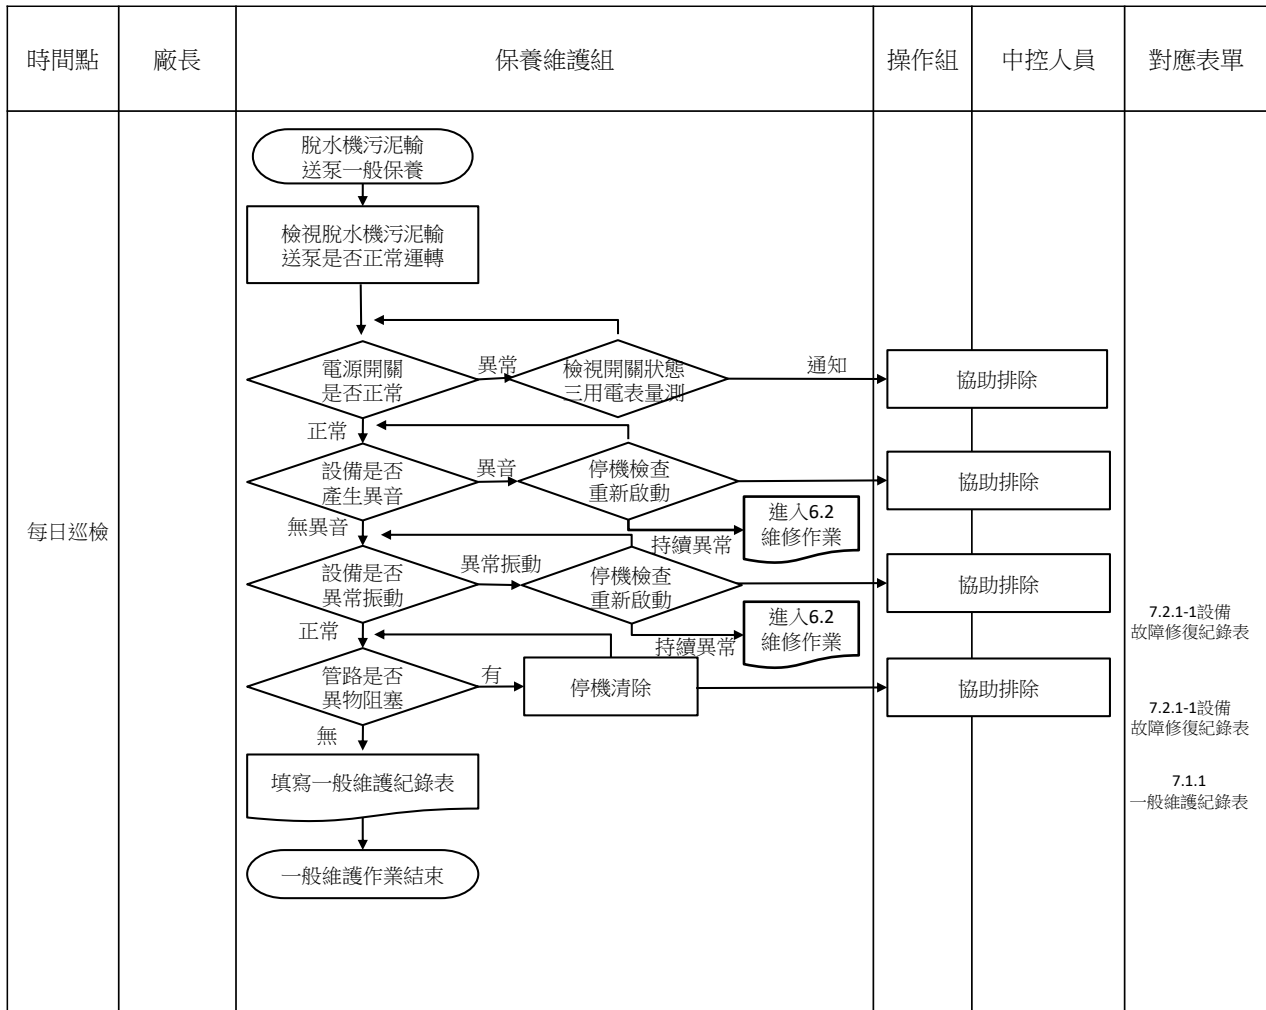 時間點
廠長
保養維護組
操作組
中控人員
對應表單
脫水機污泥輸
送泵一般保養
檢視脫水機污泥輸
送泵是否正常運轉
電源開關
是否正常
異常
檢視開關狀態
三用電表量測
通知
協助排除
正常
設備是否
產生異音
異音
停機檢查
重新啟動
協助排除
進入6.2
維修作業
持續異常
無異音
每日巡檢
設備是否
異常振動
異常振動
停機檢查
重新啟動
協助排除
進入6.2
維修作業
持續異常
7.2.1-1設備
故障修復紀錄表
正常
管路是否
異物阻塞
有
停機清除
協助排除
7.2.1-1設備
故障修復紀錄表
無
填寫一般維護紀錄表
7.1.1
一般維護紀錄表
一般維護作業結束